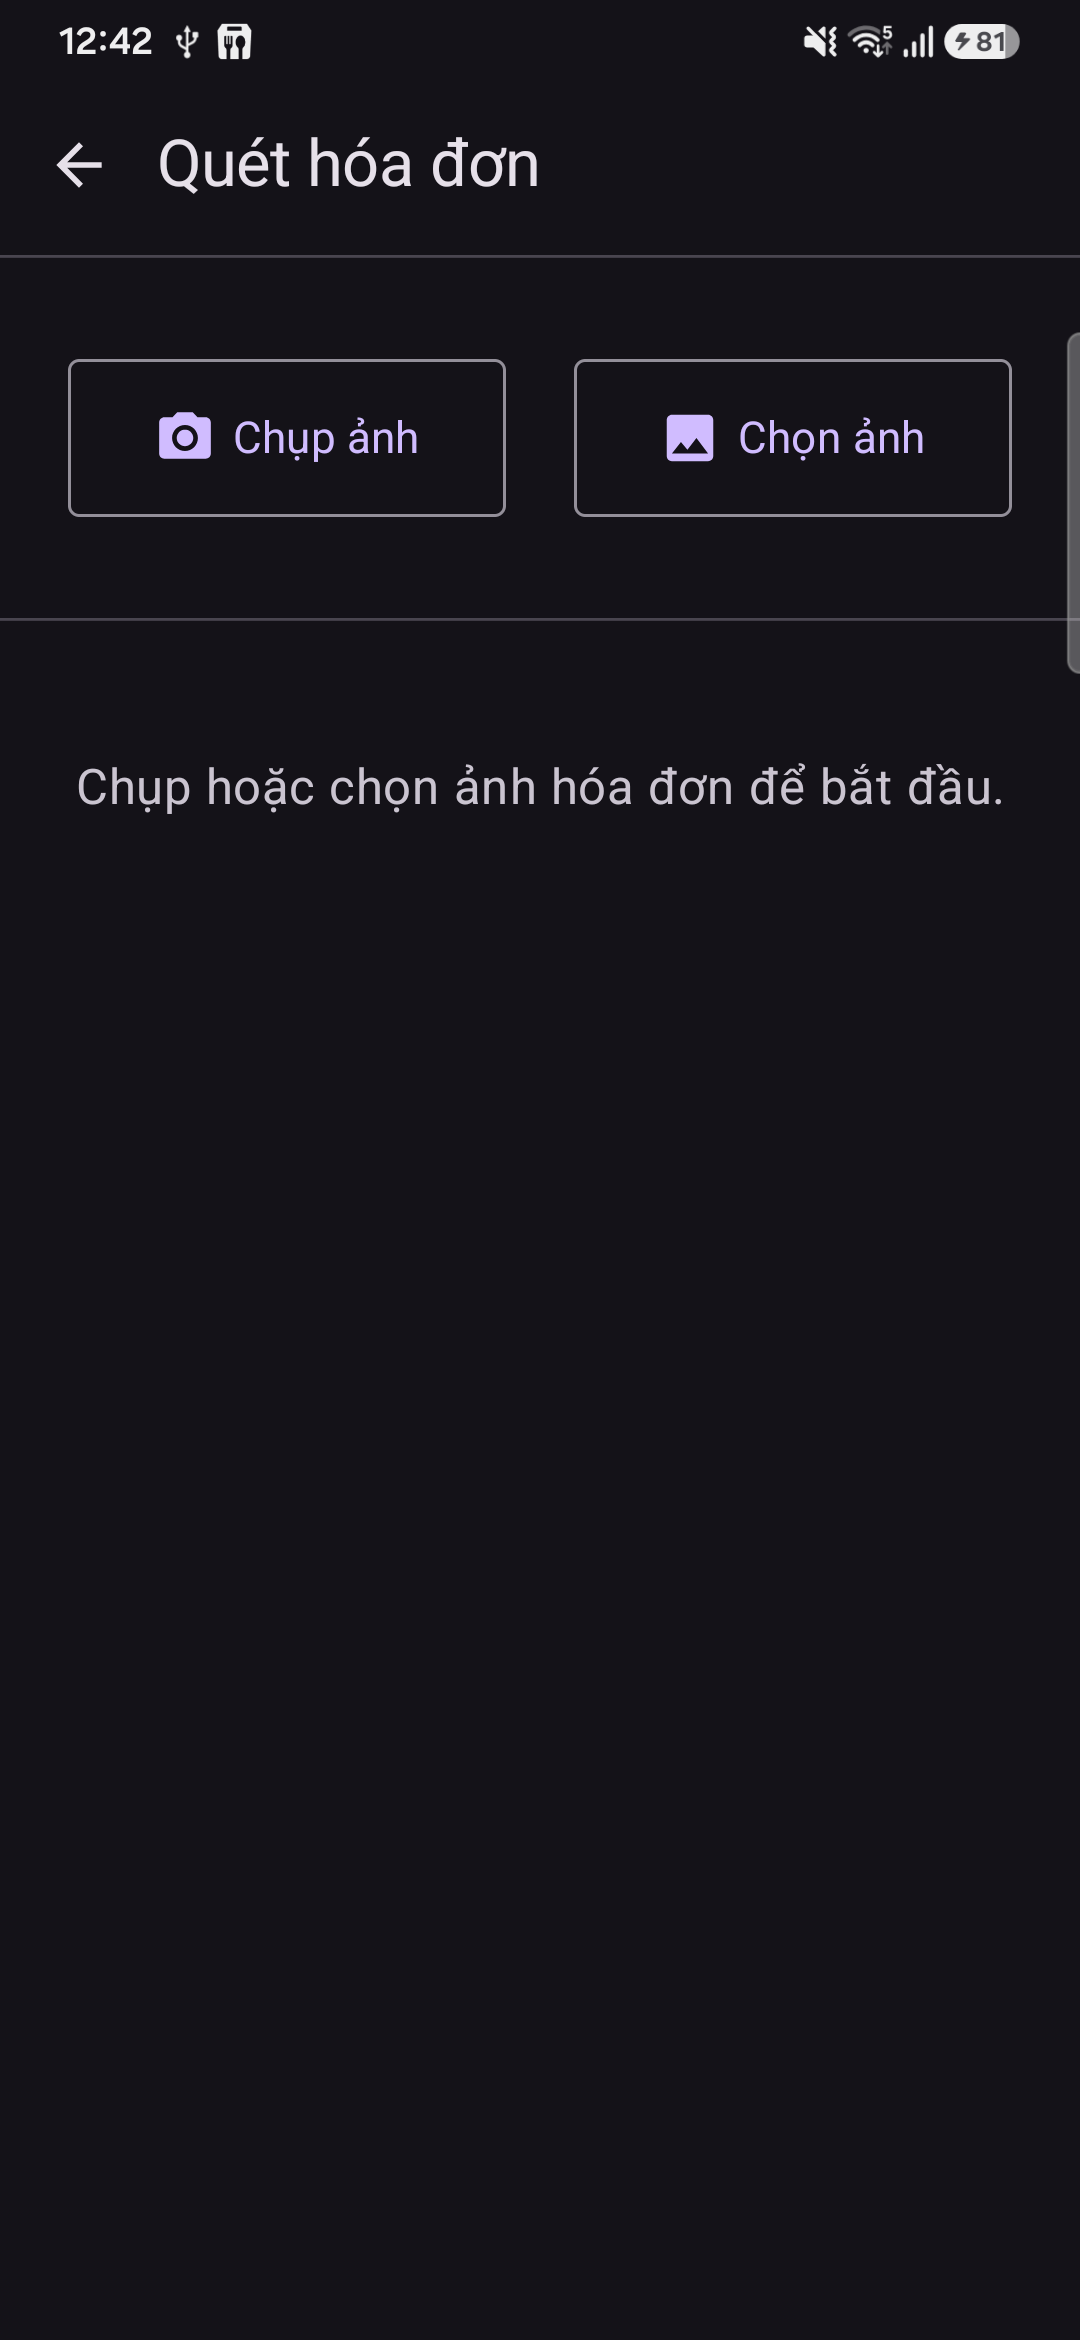 12:42
5
81
Quét hóa đơn
Chụp ảnh
Chọn ảnh
Chụp hoặc chọn ảnh hóa đơn để bắt đầu.